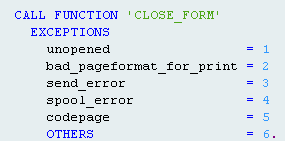 CALL FUNCTION 'CLOSE_FORM'
  EXCEPTIONS
    unopened                  = 1
    bad_pageformat_for_print = 2
    send_error                = 3
    spool_error               = 4
    codepage                  = 5
    OTHERS                    = 6.